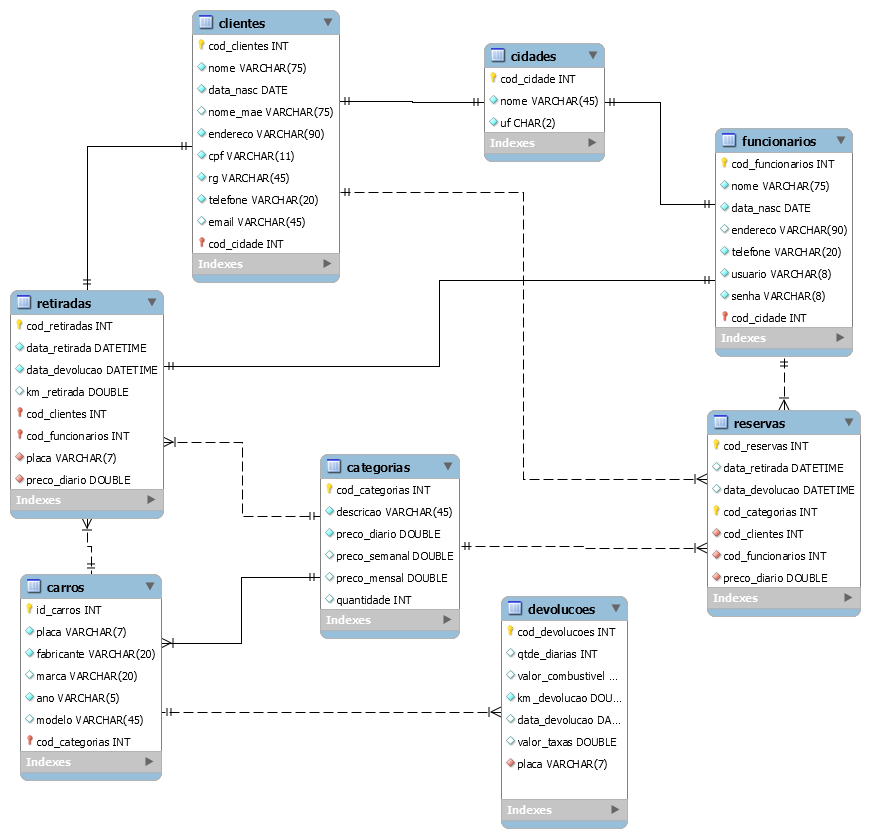 clientes
cod_clientes INT
nome VARCHAR(75)
data_nasc DATE
nome_mae VARCHAR(75)
endereco VARCHAR(90)
cpf VARCHAR(11)
rg VARCHAR(45)
telefone VARCHAR(20)
email VARCHAR(45)
cod_cidade INT
Indexes
cidades
cod_cidade INT
nome VARCHAR(45)
uf CHAR(2)
Indexes
funcionarios
cod_funcionarios INT
nome VARCHAR(75)
data_nasc DATE
endereco VARCHAR(90)
telefone VARCHAR(20)
usuario VARCHAR(8)
senha VARCHAR(8)
cod_cidade INT
Indexes
retiradas
cod_retiradas INT
data_retirada DATETIME
data_devolucao DATETIME
km_retirada DOUBLE
cod_clientes INT
cod_funcionarios INT
placa VARCHAR(7)
preco_diario DOUBLE
Indexes
categorias
cod_categorias INT
descricao VARCHAR(45)
preco_diario DOUBLE
preco_semanal DOUBLE
preco_mensal DOUBLE
quantidade INT
Indexes
reservas
cod_reservas INT
data_retirada DATETIME
data_devolucao DATETIME
cod_categorias INT
cod_clientes INT
cod_funcionarios INT
preco_diario DOUBLE
Indexes
carros
id_carros INT
placa VARCHAR(7)
fabricante VARCHAR(20)
marca VARCHAR(20)
ano VARCHAR(5)
modelo VARCHAR(45)
cod_categorias INT
Indexes
devolucoes
cod_devolucoes INT
qtde_diarias INT
valor_combustivel ...
km_devolucao DOU...
data_devolucao DA...
valor_taxas DOUBLE
placa VARCHAR(7)
Indexes